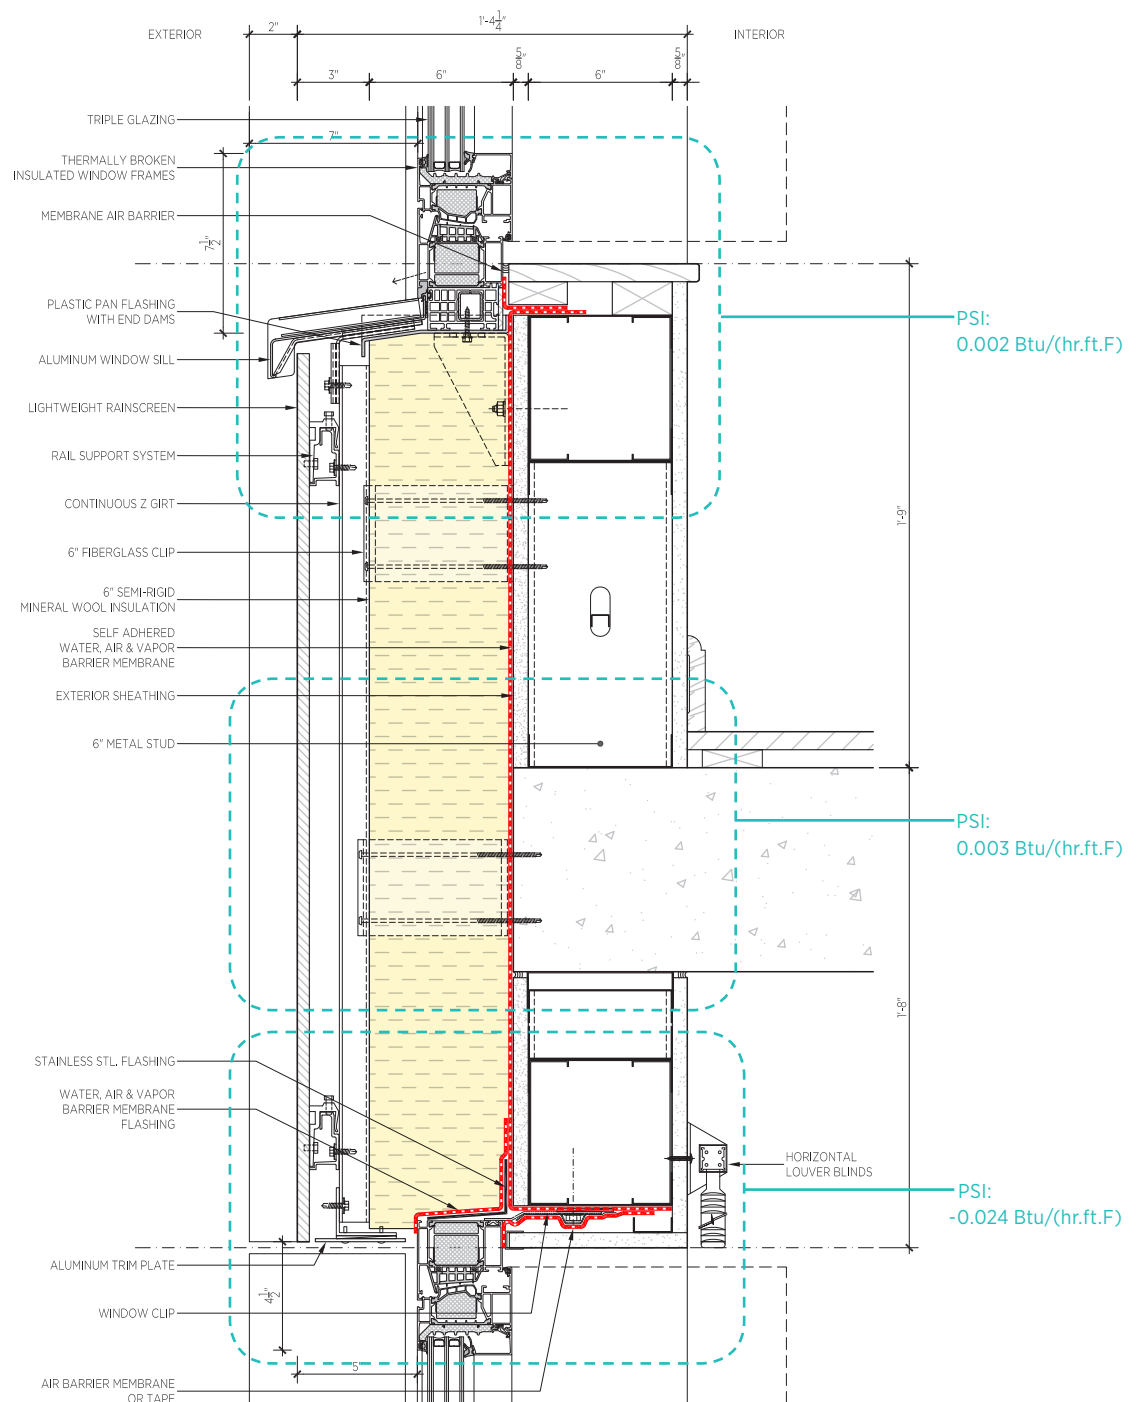 EXTERIOR
2"
1'-4 1/4"
INTERIOR
3"
6"
5/8"
6"
5/8"
TRIPLE GLAZING
7"
THERMALLY BROKEN
INSULATED WINDOW FRAMES
MEMBRANE AIR BARRIER
7 1/2"
PLASTIC PAN FLASHING
WITH END DAMS
PSI:
0.002 Btu/(hr.ft.F)
ALUMINUM WINDOW SILL
LIGHTWEIGHT RAINSCREEN
RAIL SUPPORT SYSTEM
CONTINUOUS Z GIRT
1'-9"
6" FIBERGLASS CLIP
6" SEMI-RIGID
MINERAL WOOL INSULATION
SELF ADHERED
WATER, AIR & VAPOR
BARRIER MEMBRANE
EXTERIOR SHEATHING
6" METAL STUD
PSI:
0.003 Btu/(hr.ft.F)
1'-8"
STAINLESS STL. FLASHING
WATER, AIR & VAPOR
BARRIER MEMBRANE
FLASHING
HORIZONTAL
LOUVER BLINDS
PSI:
-0.024 Btu/(hr.ft.F)
ALUMINUM TRIM PLATE
4 1/2"
WINDOW CLIP
5
AIR BARRIER MEMBRANE
OR TAPE